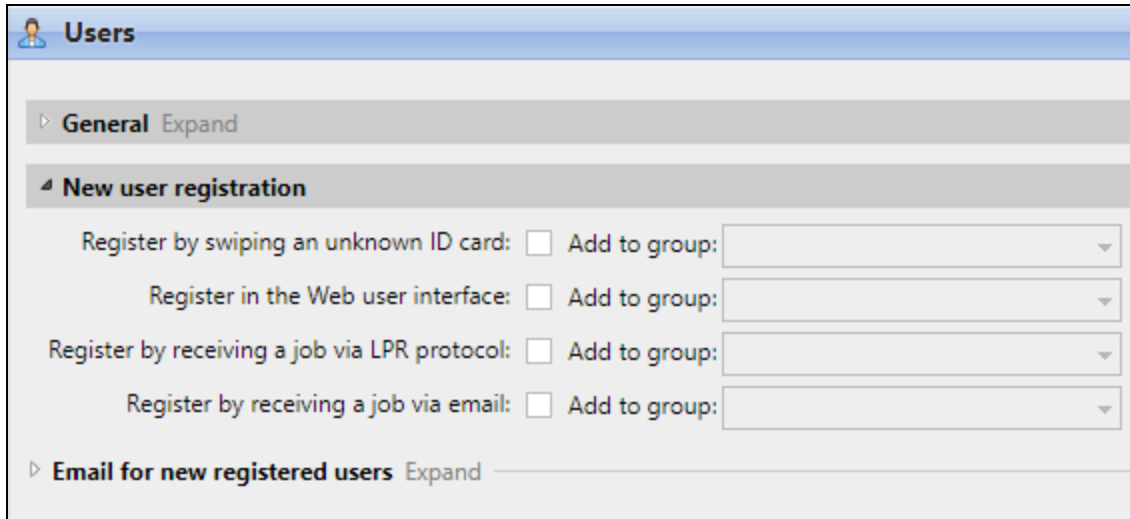 Users
General Expand
New user registration
Register by swiping an unknown ID card: Add to group:
Register in the Web user interface: Add to group:
Register by receiving a job via LPR protocol: Add to group:
Register by receiving a job via email: Add to group:
Email for new registered users Expand